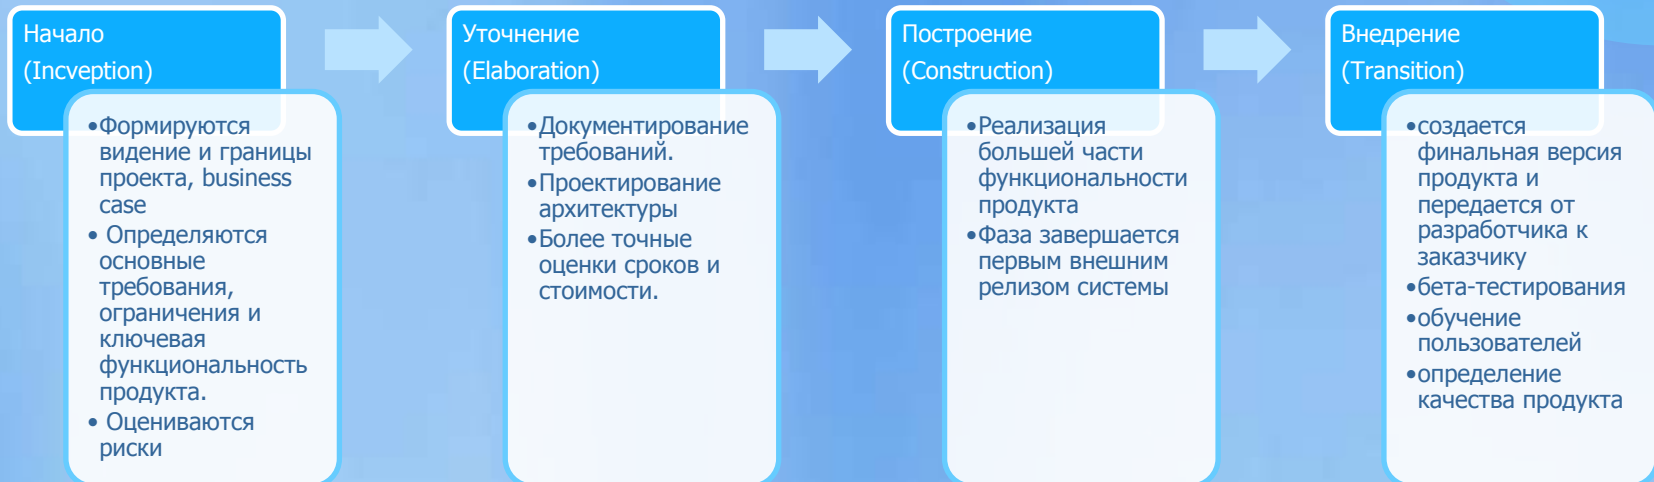 Начало
(Incveption)
•Формируются
видение и границы
проекта, business
case
• Определяются
основные
требования,
ограничения и
ключевая
функциональность
продукта.
• Оцениваются
риски
Уточнение
(Elaboration)
•Документирование
требований.
•Проектирование
архитектуры
•Более точные
оценки сроков и
стоимости.
Построение
(Construction)
•Реализация
большей части
функциональности
продукта
•Фаза завершается
первым внешним
релизом системы
Внедрение
(Transition)
•создается
финальная версия
продукта и
передается от
разработчика к
заказчику
•бета-тестирования
•обучение
пользователей
•определение
качества продукта